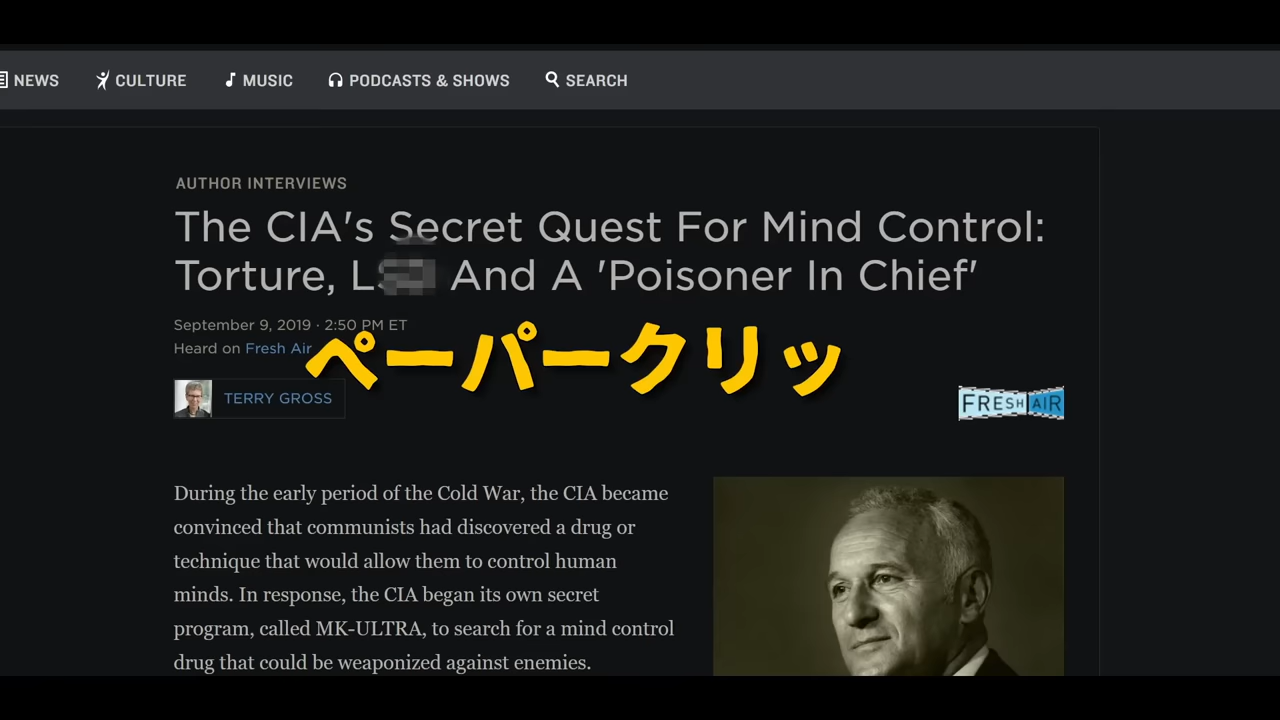 NEWS CULTURE MUSIC PODCASTS & SHOWS SEARCH
AUTHOR INTERVIEWS
The CIA's Secret Quest For Mind Control:
Torture, And A 'Poisoner In Chief'
September 9, 2019 · 2:50 PM ET
Heard on Fresh Air
ペーパークリッ
TERRY GROSS
FRESH AIR
During the early period of the Cold War, the CIA became
convinced that communists had discovered a drug or
technique that would allow them to control human
minds. In response, the CIA began its own secret
program, called MK-ULTRA, to search for a mind control
drug that could be weaponized against enemies.